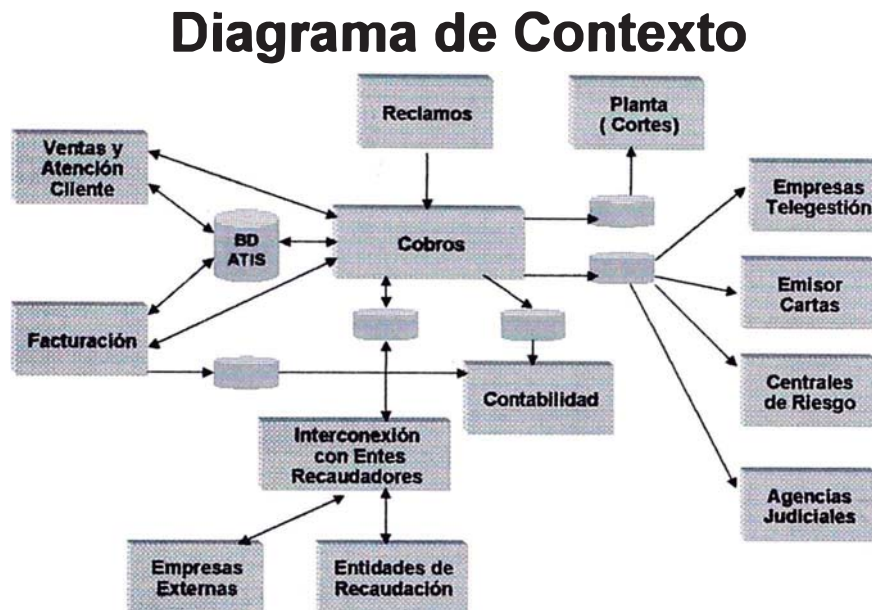 Diagrama de Contexto
Reclamos
Planta
( Cortes)
Ventas y
Atención
Cliente
Empresas
Telegestión
BD
ATIS
Cobros
Emisor
Cartas
Facturación
Contabilidad
Centrales
de Riesgo
Interconexión
con Entes
Recaudadores
Agencias
Judiciales
Empresas
Externas
Entidades de
Recaudación